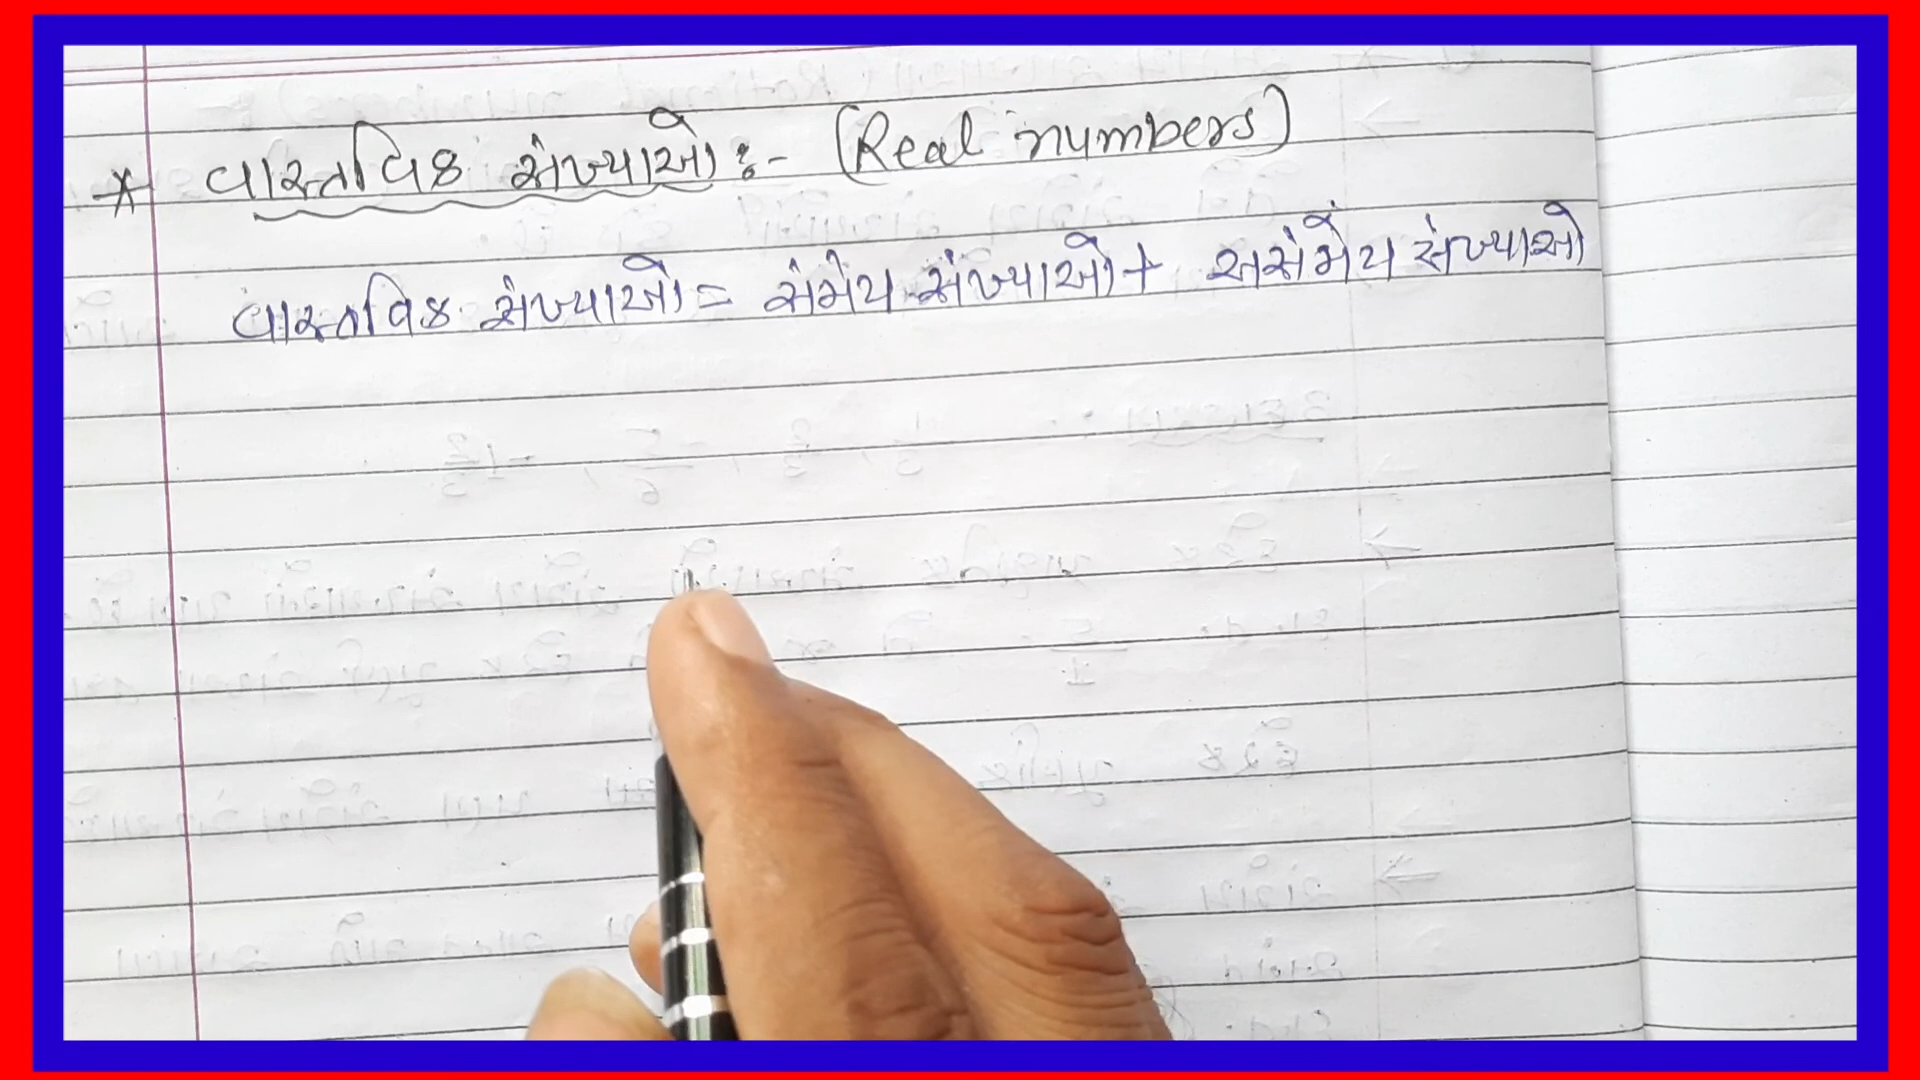 * વાસ્તવિક સંખ્યાઓ :- (Real numbers)
વાસ્તવિક સંખ્યાઓ = સંમેય સંખ્યાઓ + અસંમેય સંખ્યાઓ